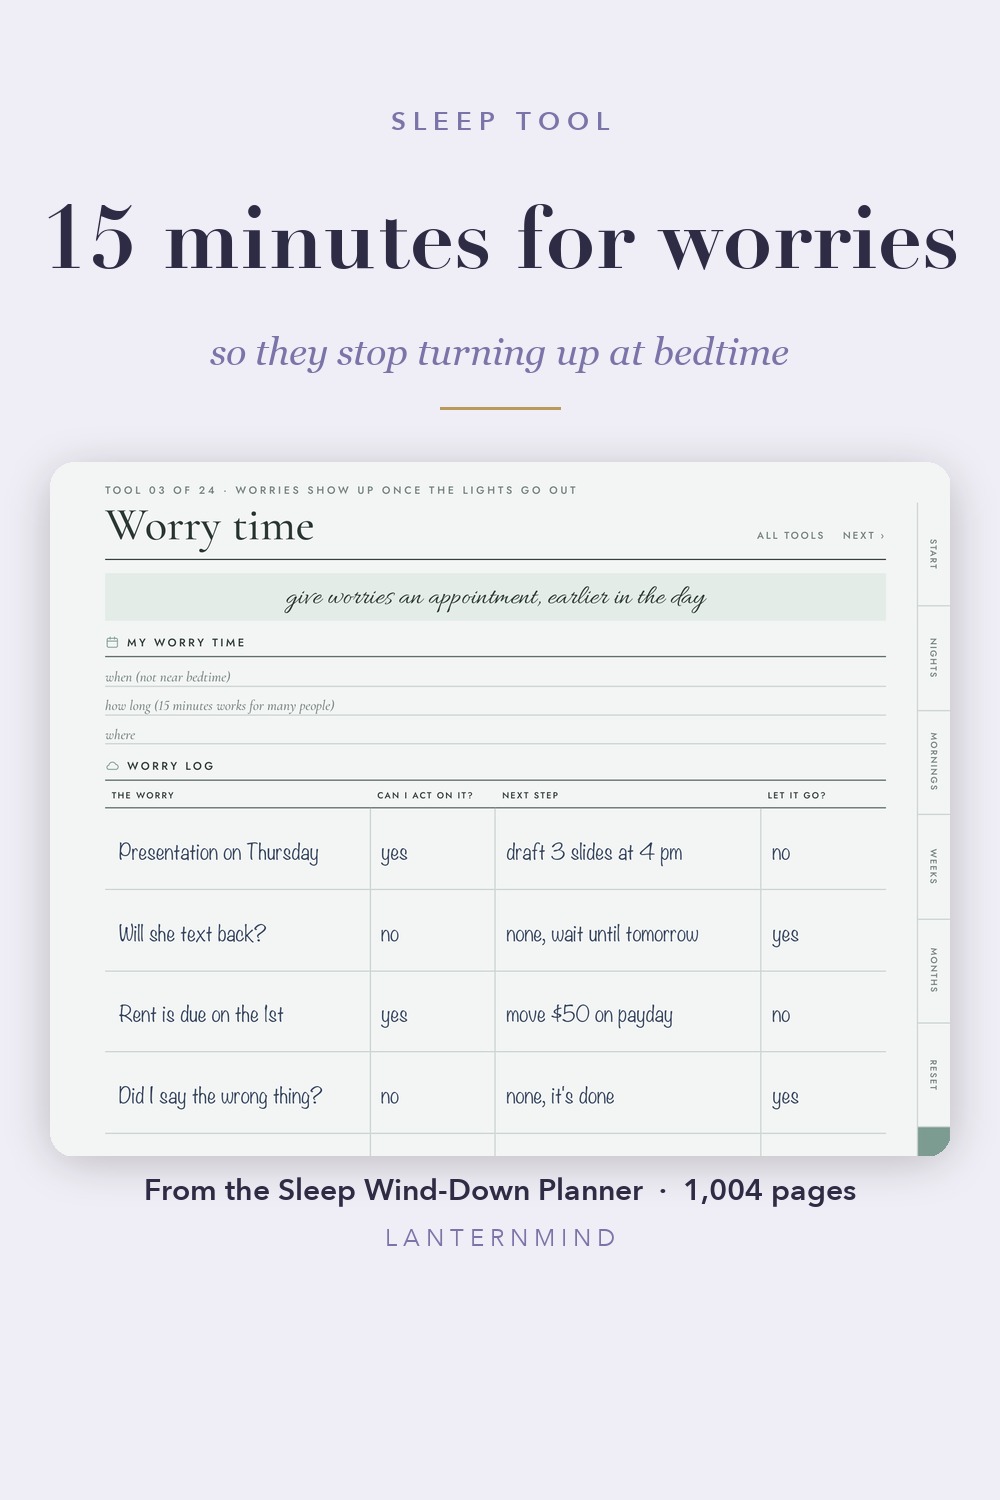 SLEEP TOOL
15 minutes for worries
so they stop turning up at bedtime
TOOL 03 OF 24 · WORRIES SHOW UP ONCE THE LIGHTS GO OUT
Worry time
ALL TOOLS NEXT ›
give worries an appointment, earlier in the day
MY WORRY TIME
when (not near bedtime)
how long (15 minutes works for many people)
where
WORRY LOG
THE WORRY CAN I ACT ON IT? NEXT STEP LET IT GO?
Presentation on Thursday yes draft 3 slides at 4 pm no
Will she text back? no none, wait until tomorrow yes
Rent is due on the 1st yes move $50 on payday no
Did I say the wrong thing? no none, it's done yes
START
NIGHTS
MORNINGS
WEEKS
MONTHS
RESET
From the Sleep Wind-Down Planner · 1,004 pages
LANTERNMIND